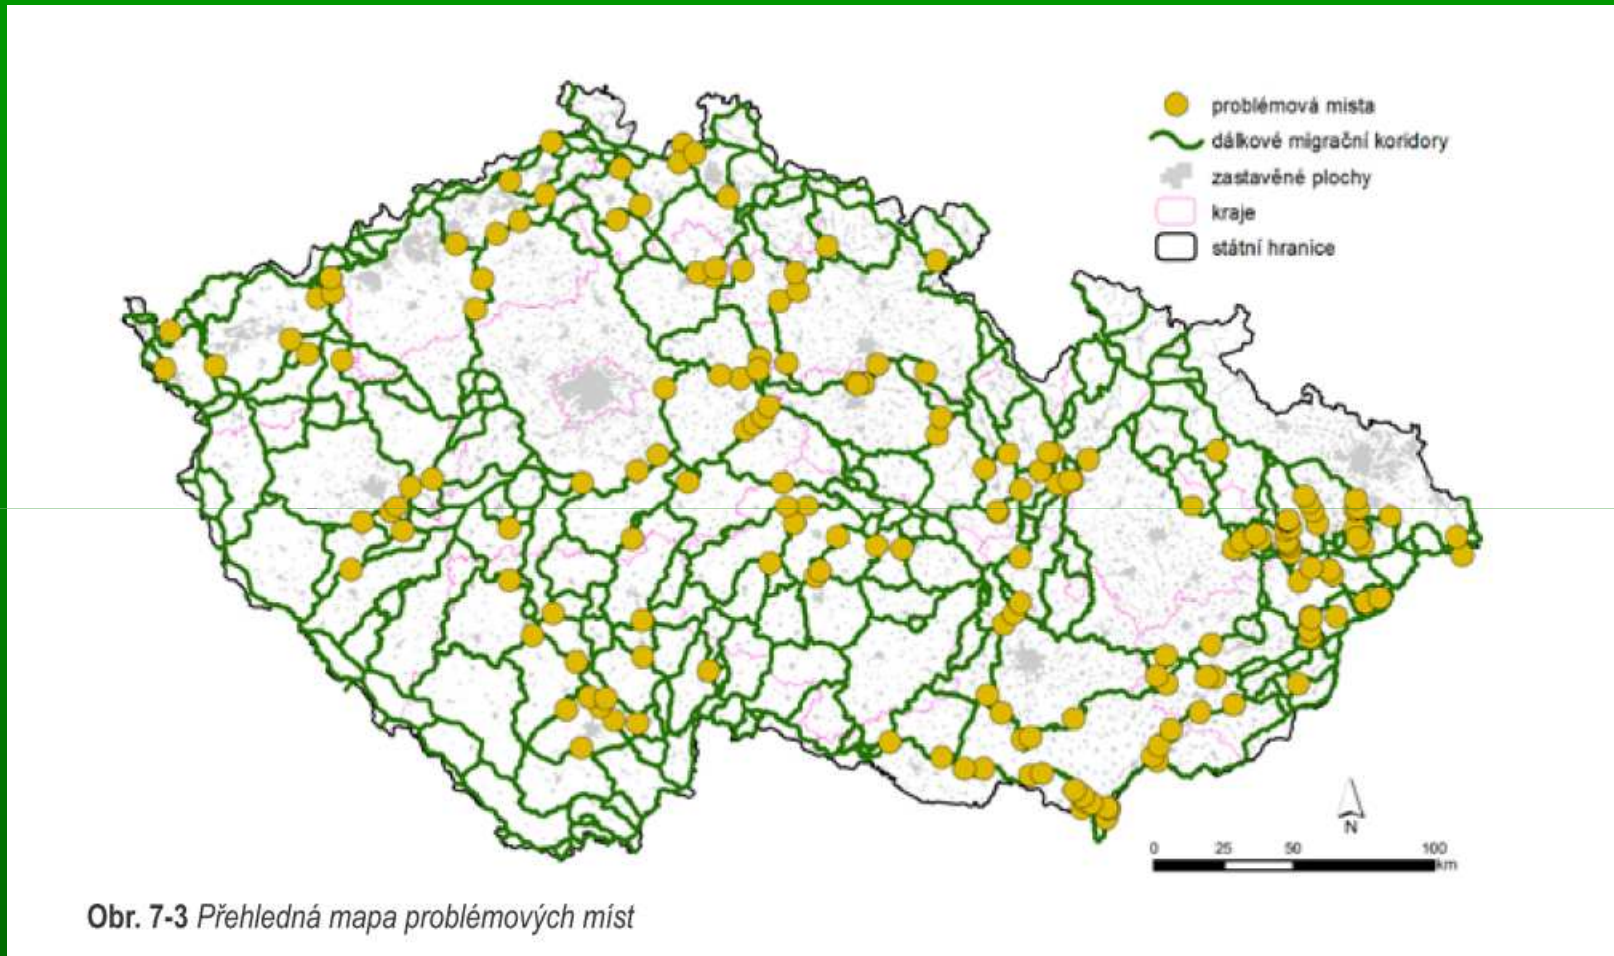 problémová místa
dálkové migrační koridory
zastavěné plochy
kraje
státní hranice
N
0 25 50 100
km
Obr. 7-3 Přehledná mapa problémových míst